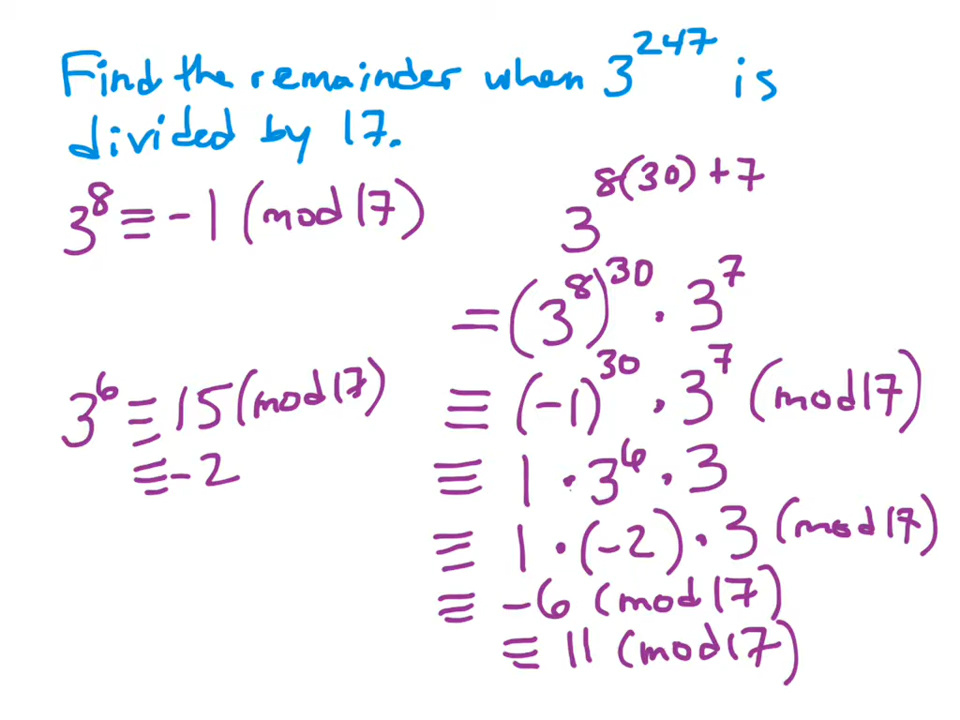 Find the remainder when 3^247 is
divided by 17.
3^8 ≡ -1 (mod 17)
3^6 ≡ 15 (mod 17)
≡ -2
3^8(30)+7
= (3^8)^30 · 3^7
≡ (-1)^30 · 3^7 (mod 17)
≡ 1 · 3^6 · 3
≡ 1 · (-2) · 3 (mod 17)
≡ -6 (mod 17)
≡ 11 (mod 17)